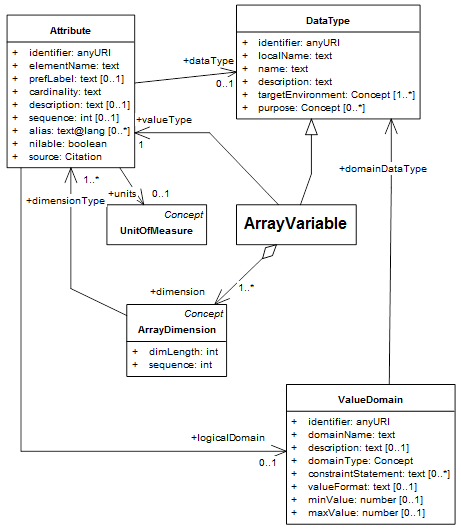 Attribute
+ identifier: anyURI
+ elementName: text
+ prefLabel: text [0..1]
+ cardinality: text
+ description: text [0..1]
+ sequence: int [0..1]
+ alias: text@lang [0..*]
+ nilable: boolean
+ source: Citation
DataType
+ identifier: anyURI
+ localName: text
+ name: text
+ description: text
+ targetEnvironment: Concept [1..*]
+ purpose: Concept [0..*]
+dataType
0..1
+valueType
1
+domainDataType
1..*
+dimensionType
+units
0..1
Concept
UnitOfMeasure
ArrayVariable
+dimension
1..*
Concept
ArrayDimension
+ dimLength: int
+ sequence: int
+logicalDomain
0..1
ValueDomain
+ identifier: anyURI
+ domainName: text
+ description: text [0..1]
+ domainType: Concept
+ constraintStatement: text [0..*]
+ valueFormat: text [0..1]
+ minValue: number [0..1]
+ maxValue: number [0..1]